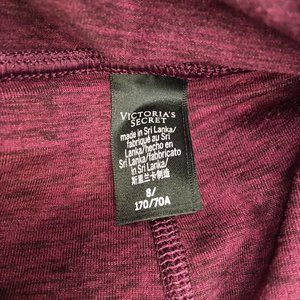 VICTORIA'S
SECRET
made in Sri Lanka/
fabriqué au Sri
Lanka/hecho en
Sri Lanka/fabbricato
in Sri Lanka/
斯里兰卡制造
8/
170/70A